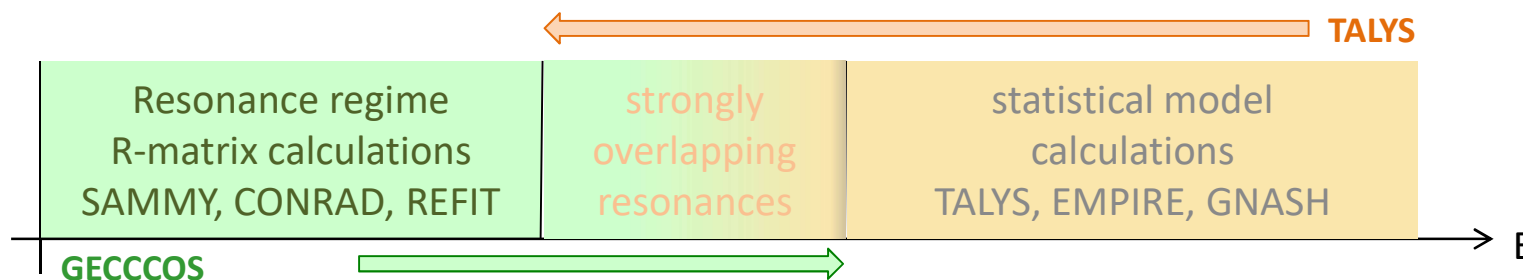 TALYS
Resonance regime
R-matrix calculations
SAMMY, CONRAD, REFIT
strongly
overlapping
resonances
statistical model
calculations
TALYS, EMPIRE, GNASH
E
GECCCOS